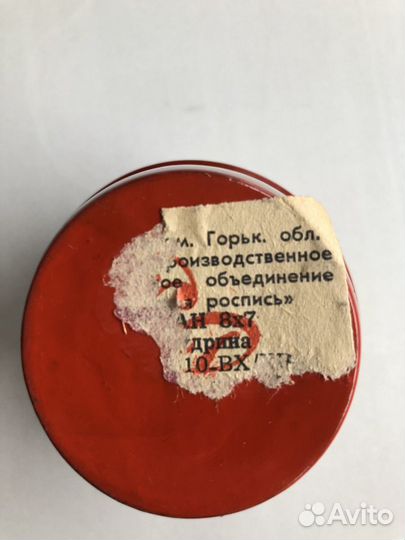 м. Горьк. обл.
роизводственное
ое объединение
а роспись»
АН 8х7
дрина
10-ВХ
Avito